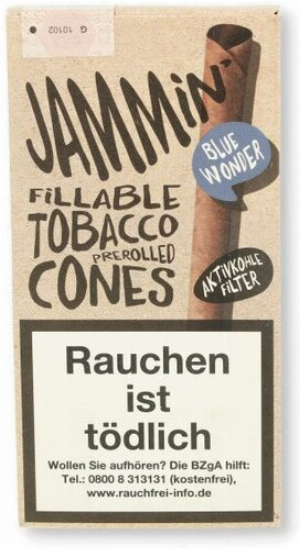 G 10102
JAMMiN'
BLUE
WONDER
FiLLABLE
TOBACCO
PREROLLED
CONES
AKTiVKOHLE
FiLTER
Rauchen
ist
tödlich
Wollen Sie aufhören? Die BZgA hilft:
Tel.: 0800 8 313131 (kostenfrei),
www.rauchfrei-info.de